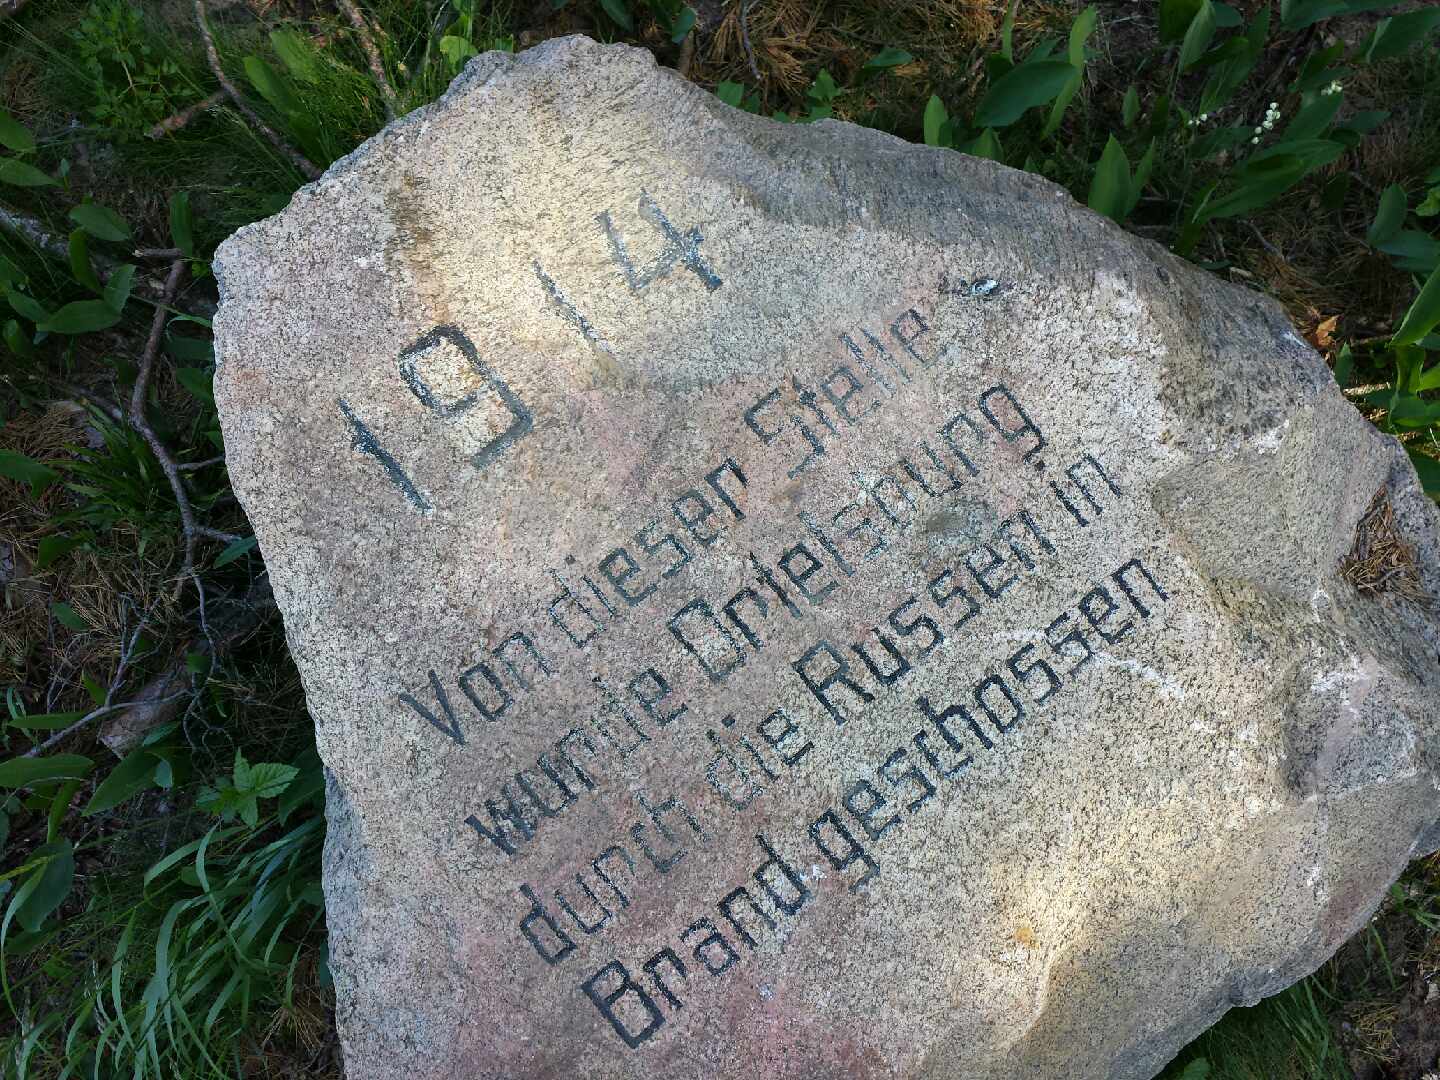 1914
Von dieser Stelle
wurde Ortelsburg
durch die Russen in
Brand geschossen